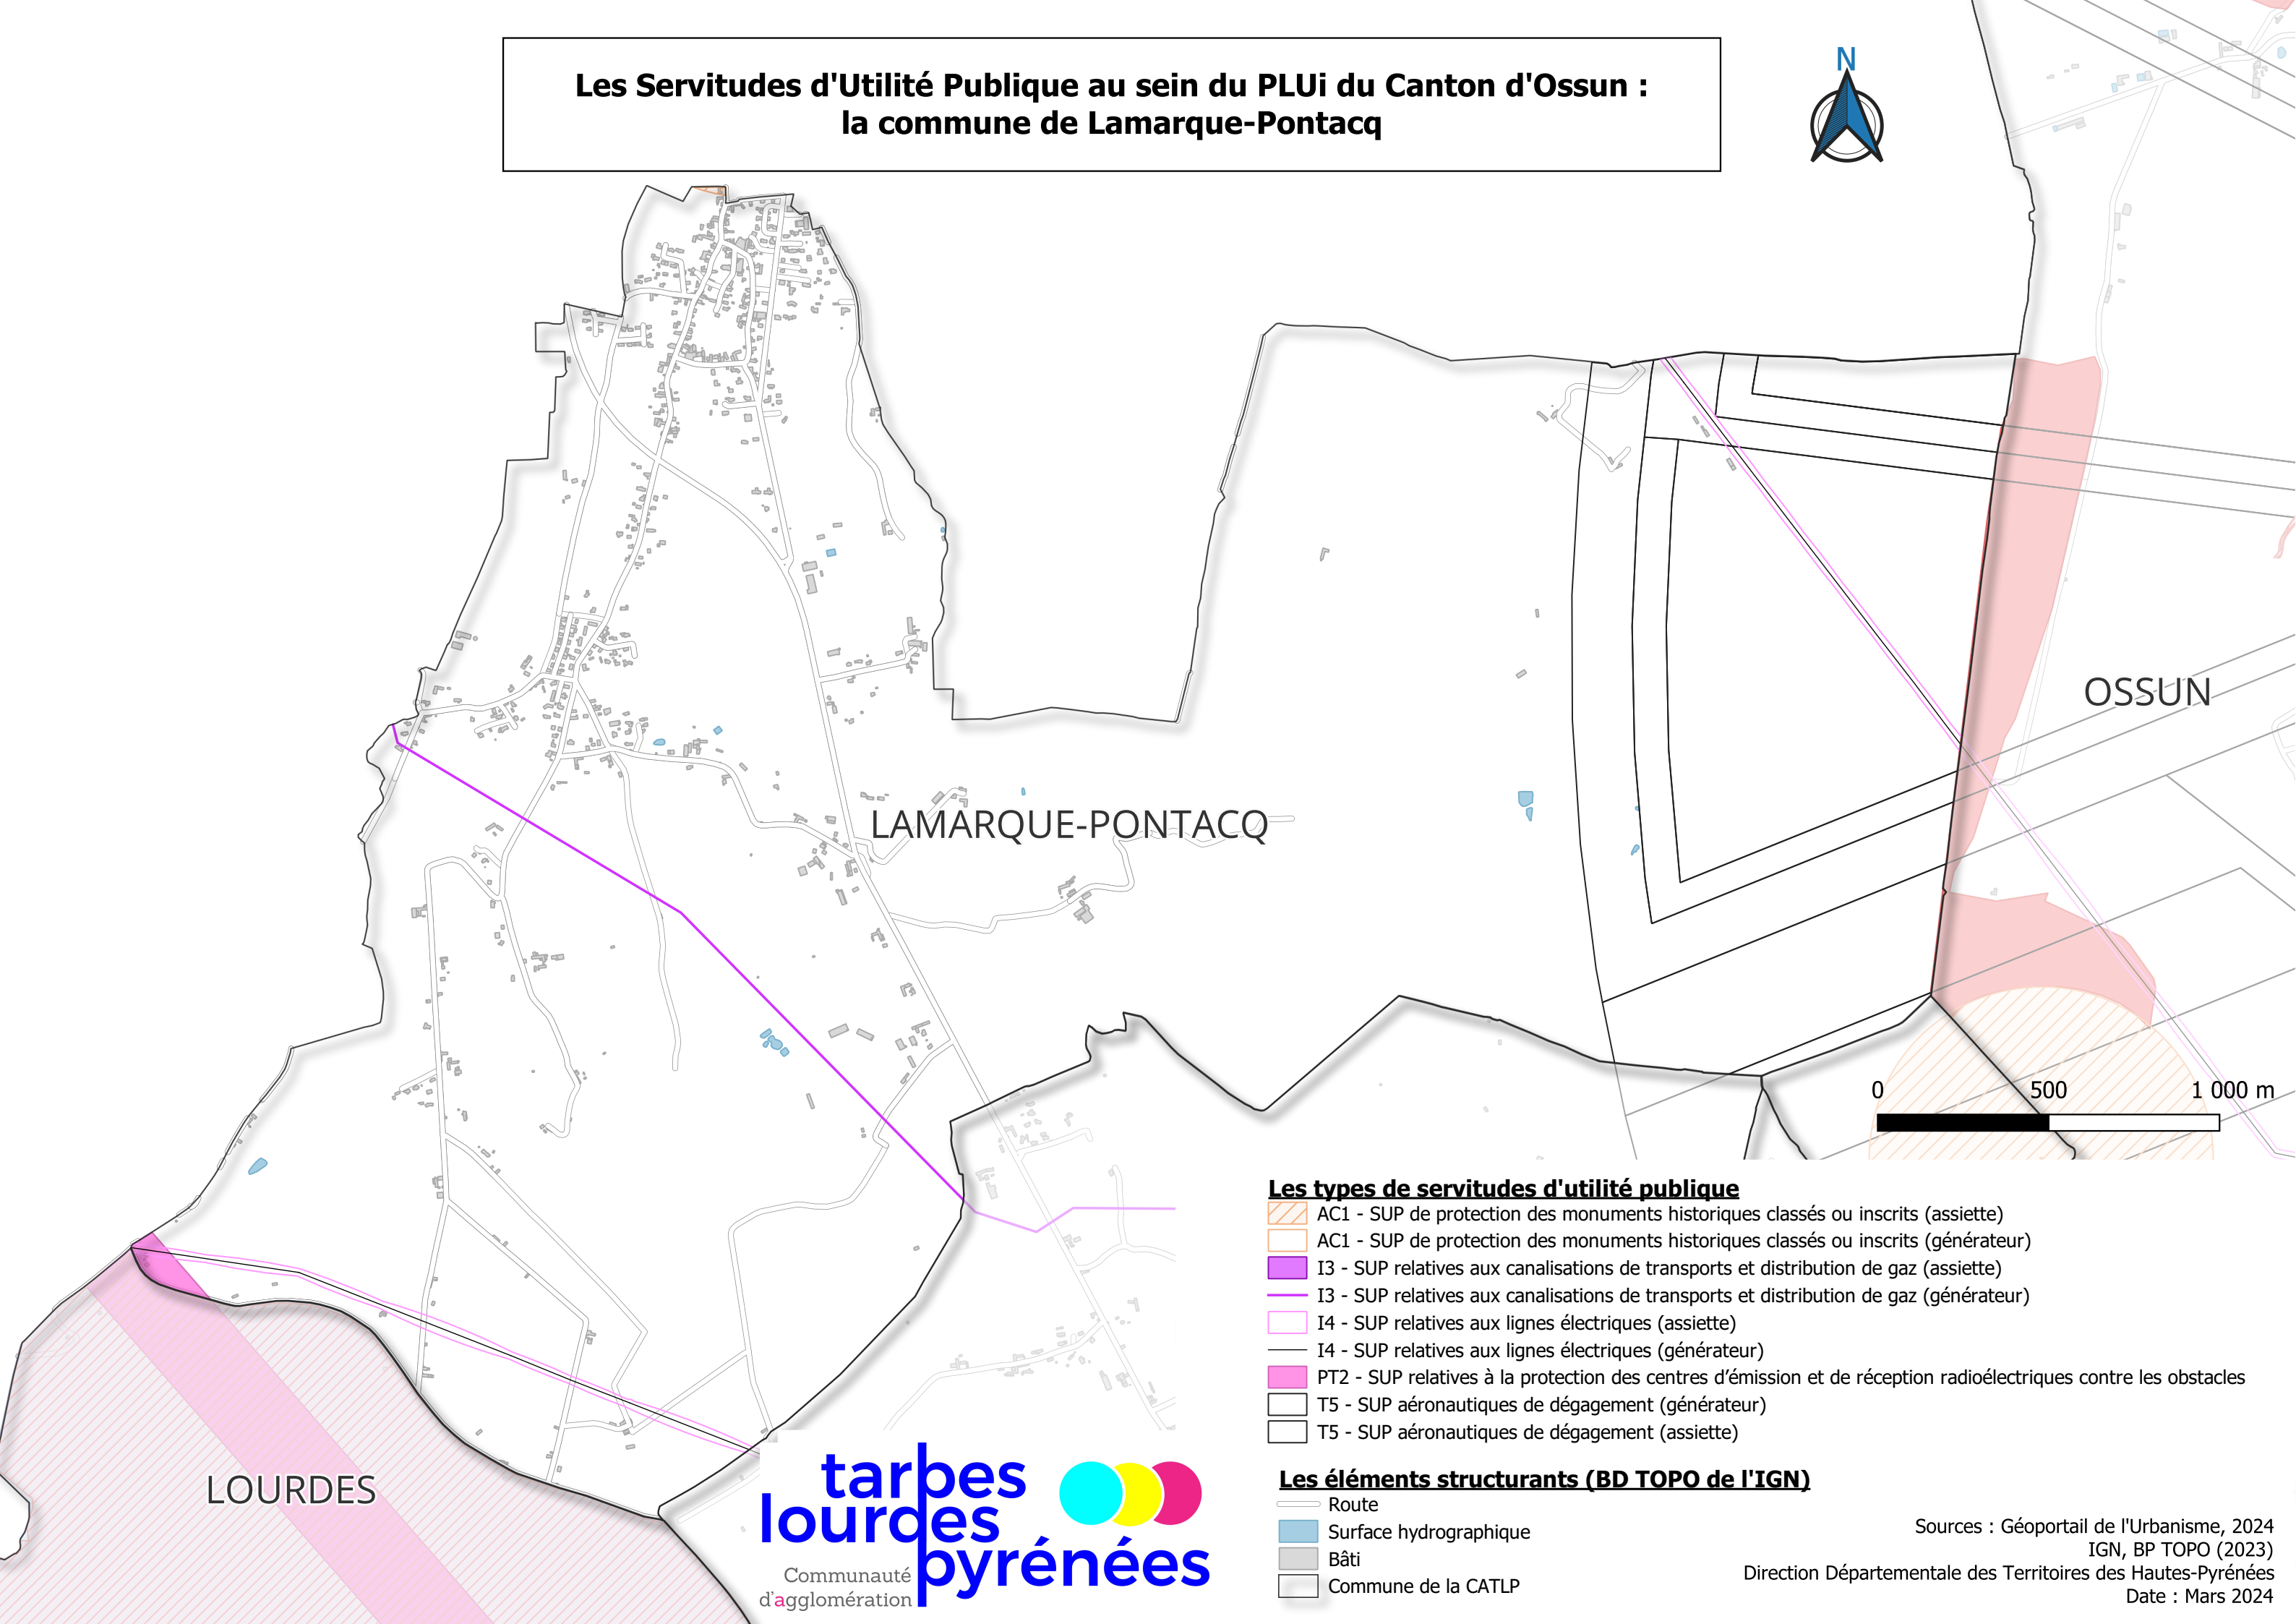 Les Servitudes d'Utilité Publique au sein du PLUi du Canton d'Ossun :
la commune de Lamarque-Pontacq
N
OSSUN
LAMARQUE-PONTACQ
LOURDES
0 500 1 000 m
Les types de servitudes d'utilité publique
AC1 - SUP de protection des monuments historiques classés ou inscrits (assiette)
AC1 - SUP de protection des monuments historiques classés ou inscrits (générateur)
I3 - SUP relatives aux canalisations de transports et distribution de gaz (assiette)
I3 - SUP relatives aux canalisations de transports et distribution de gaz (générateur)
I4 - SUP relatives aux lignes électriques (assiette)
I4 - SUP relatives aux lignes électriques (générateur)
PT2 - SUP relatives à la protection des centres d’émission et de réception radioélectriques contre les obstacles
T5 - SUP aéronautiques de dégagement (générateur)
T5 - SUP aéronautiques de dégagement (assiette)
Les éléments structurants (BD TOPO de l'IGN)
Route
Surface hydrographique
Bâti
Commune de la CATLP
tarbes
lourdes
pyrénées
Communauté
d'agglomération
Sources : Géoportail de l'Urbanisme, 2024
IGN, BP TOPO (2023)
Direction Départementale des Territoires des Hautes-Pyrénées
Date : Mars 2024